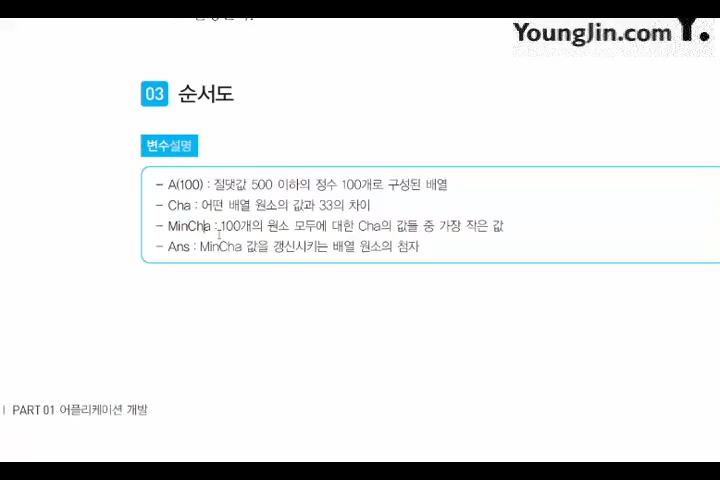 YoungJin.com Y.
03 순서도
변수설명
- A(100) : 절댓값 500 이하의 정수 100개로 구성된 배열
- Cha : 어떤 배열 원소의 값과 33의 차이
- MinCha : 100개의 원소 모두에 대한 Cha의 값들 중 가장 작은 값
- Ans : MinCha 값을 갱신시키는 배열 원소의 첨자
| PART 01 어플리케이션 개발